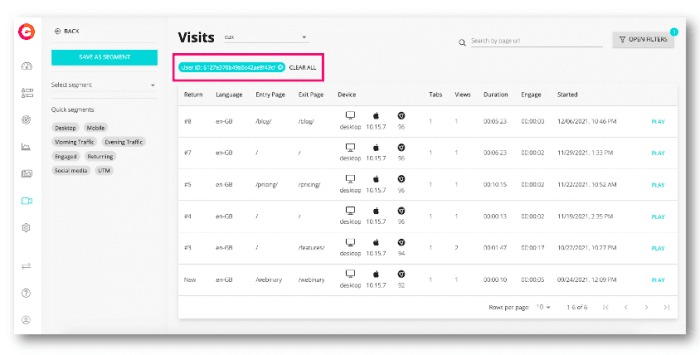 BACK
SAVE AS SEGMENT
Select segment
Quick segments
Desktop Mobile
Morning Traffic Evening Traffic
Engaged Returning
Social media UTM
Visits cux
Search by page url
OPEN FILTERS 1
User ID: CLEAR ALL
Return Language Entry Page Exit Page Device Tabs Views Duration Engage Started
#8 en-GB /blog/ /blog/ desktop 10.15.7 96 1 1 00:05:23 00:00:03 12/06/2021, 10:46 PM PLAY
#7 en-GB / / desktop 10.15.7 96 1 1 00:06:23 00:00:02 11/29/2021, 1:33 PM PLAY
#5 en-GB /pricing/ /pricing/ desktop 10.15.7 96 1 1 00:10:15 00:00:02 11/22/2021, 10:52 AM PLAY
#4 en-GB / / desktop 10.15.7 96 1 1 00:00:13 00:00:02 11/19/2021, 2:35 PM PLAY
#3 en-GB / /features/ desktop 10.15.7 94 1 2 00:01:47 00:00:17 10/22/2021, 10:27 PM PLAY
New en-GB /webinary /webinary desktop 10.15.7 92 1 1 00:00:10 00:00:05 09/24/2021, 12:09 PM PLAY
Rows per page: 10 1-6 of 6